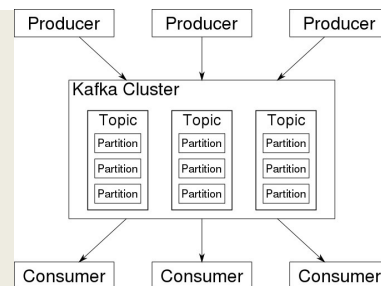 Producer Producer Producer
Kafka Cluster
Topic Topic Topic
Partition Partition Partition
Partition Partition Partition
Partition Partition Partition
Consumer Consumer Consumer